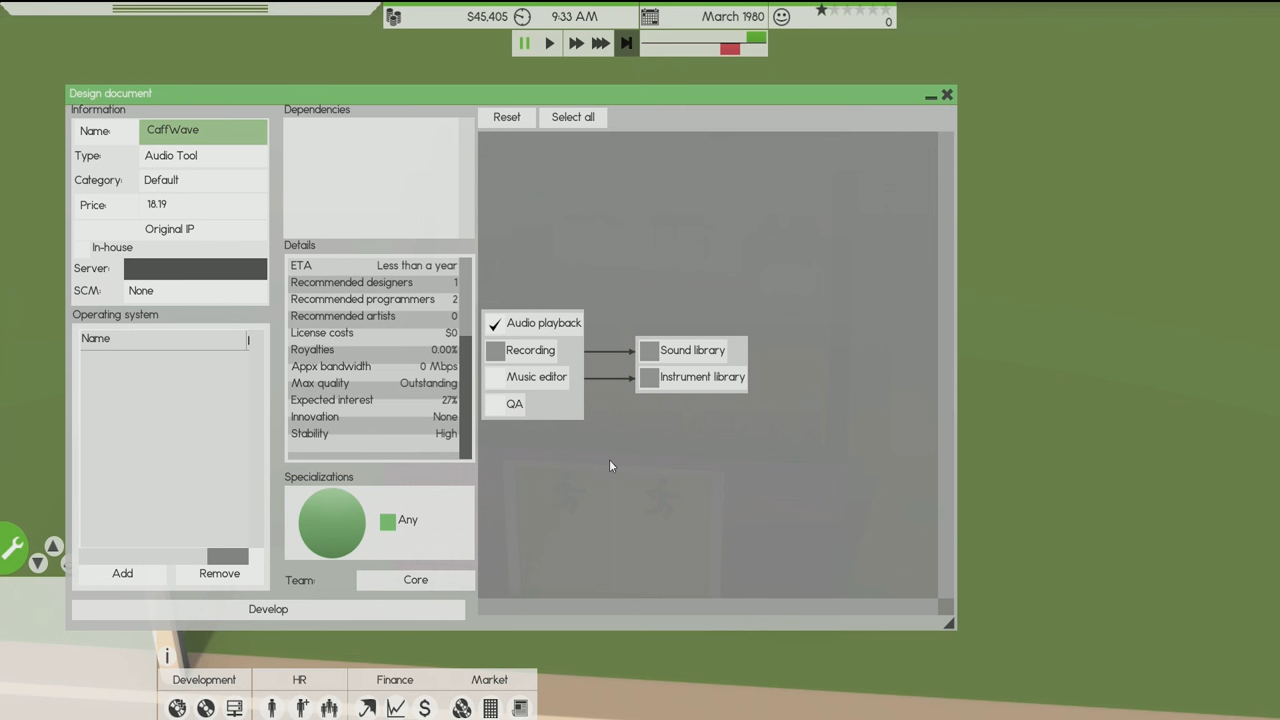 $45,405
9:33 AM
March 1980
0
Design document
Information
Name: CaffWave
Type: Audio Tool
Category: Default
Price: 18.19
Original IP
In-house
Server:
SCM: None
Operating system
Name
Add Remove
Develop
Dependencies
Details
ETA Less than a year
Recommended designers 1
Recommended programmers 2
Recommended artists 0
License costs $0
Royalties 0.00%
Appx bandwidth 0 Mbps
Max quality Outstanding
Expected interest 27%
Innovation None
Stability High
Specializations
Any
Team: Core
Reset Select all
Audio playback
Recording Sound library
Music editor Instrument library
QA
i
Development HR Finance Market